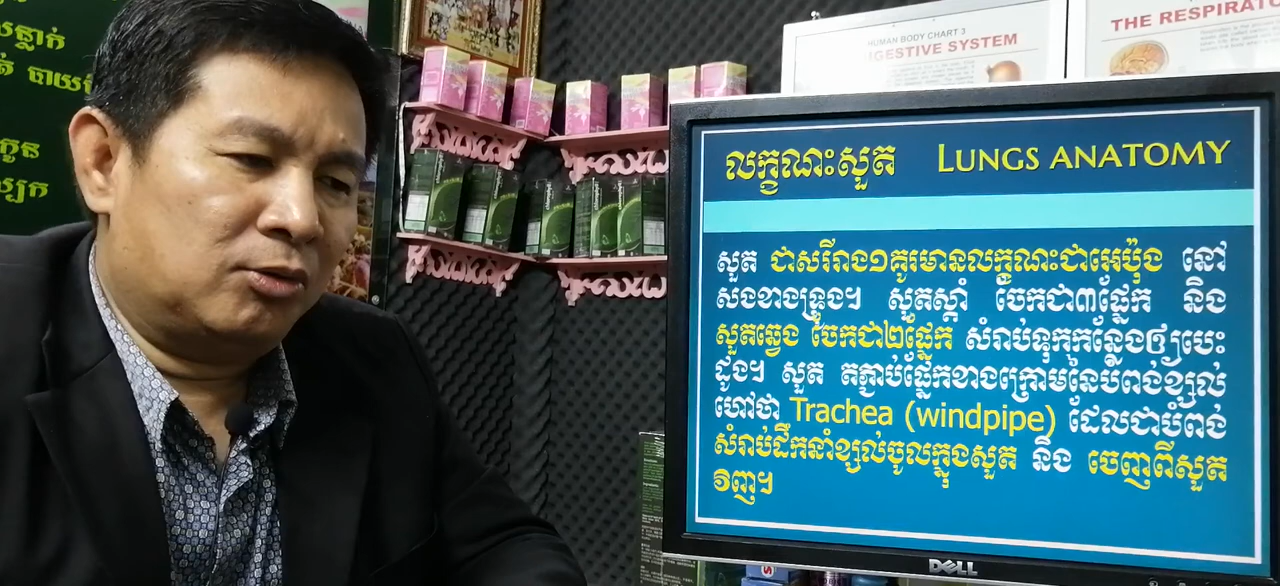 កូន
ស្បែក
HUMAN BODY CHART 3
IGESTIVE SYSTEM
THE RESPIRATO
លក្ខណះសួត LUNGS ANATOMY
សួត ជាសរីរាង១គូរមានលក្ខណះជាអេប៉ុង នៅ
សងខាងទ្រូង។ សួតស្តាំ ចែកជា៣ផ្នែក និង
សួតឆ្វេង ចែកជា២ផ្នែក សំរាប់ទុកកន្លែងឲ្យបេះ
ដូង។ សួត តភ្ជាប់ផ្នែកខាងក្រោមនៃបំពង់ខ្យល់
ហៅថា Trachea (windpipe) ដែលជាបំពង់
សំរាប់ដឹកនាំខ្យល់ចូលក្នុងសួត និង ចេញពីសួត
វិញ។
DELL